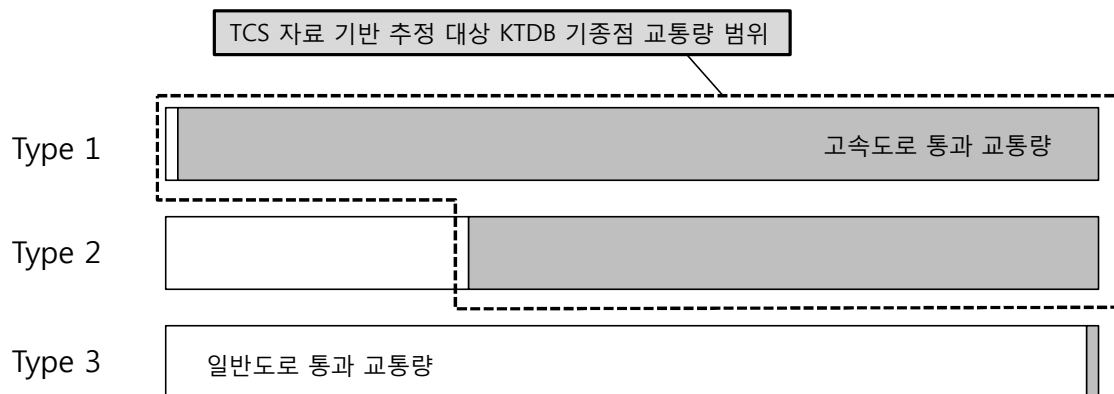 TCS 자료 기반 추정 대상 KTDB 기종점 교통량 범위
Type 1
고속도로 통과 교통량
Type 2
Type 3
일반도로 통과 교통량